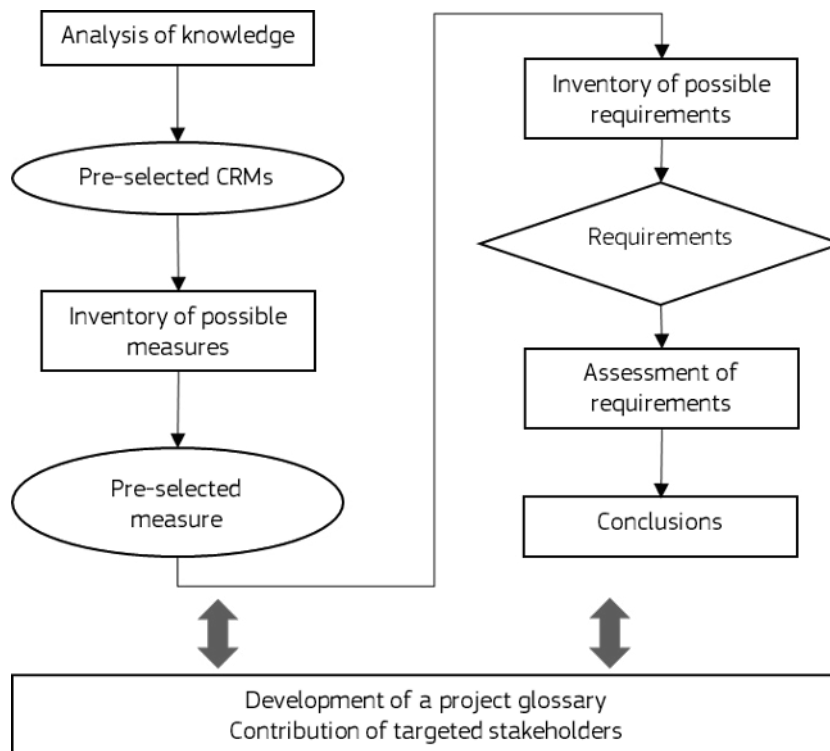 Analysis of knowledge
Pre-selected CRMs
Inventory of possible
measures
Pre-selected
measure
Inventory of possible
requirements
Requirements
Assessment of
requirements
Conclusions
Development of a project glossary
Contribution of targeted stakeholders